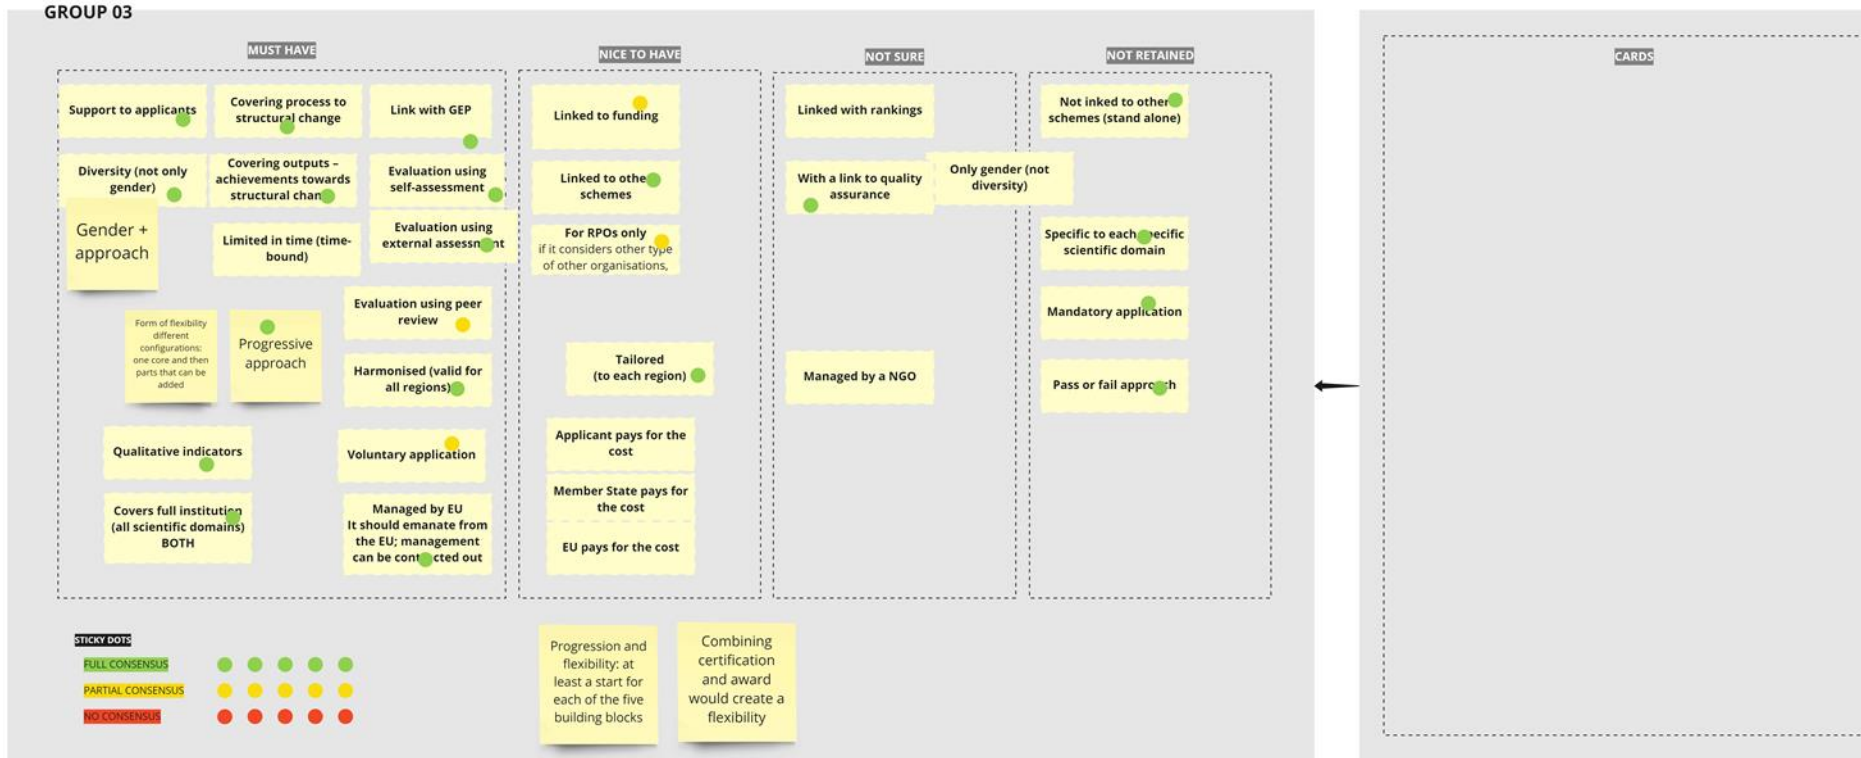 GROUP 03
MUST HAVE
Support to applicants
Covering process to
structural change
Link with GEP
Diversity (not only
gender)
Covering outputs –
achievements towards
structural chan
Evaluation using
self-assessment
Gender +
approach
Limited in time (time-
bound)
Evaluation using
external assessment
Evaluation using peer
review
Form of flexibility
different
configurations:
one core and then
parts that can be
added
Progressive
approach
Harmonised (valid for
all regions)
Qualitative indicators
Voluntary application
Covers full institution
(all scientific domains)
BOTH
Managed by EU
It should emanate from
the EU; management
can be contracted out
NICE TO HAVE
Linked to funding
Linked to other
schemes
For RPOs only
if it considers other type
of other organisations,
Tailored
(to each region)
Applicant pays for the
cost
Member State pays for
the cost
EU pays for the cost
NOT SURE
Linked with rankings
With a link to quality
assurance
Only gender (not
diversity)
Managed by a NGO
NOT RETAINED
Not inked to other
schemes (stand alone)
Specific to each specific
scientific domain
Mandatory application
Pass or fail approach
CARDS
STICKY DOTS
FULL CONSENSUS
PARTIAL CONSENSUS
NO CONSENSUS
Progression and
flexibility: at
least a start for
each of the five
building blocks
Combining
certification
and award
would create a
flexibility